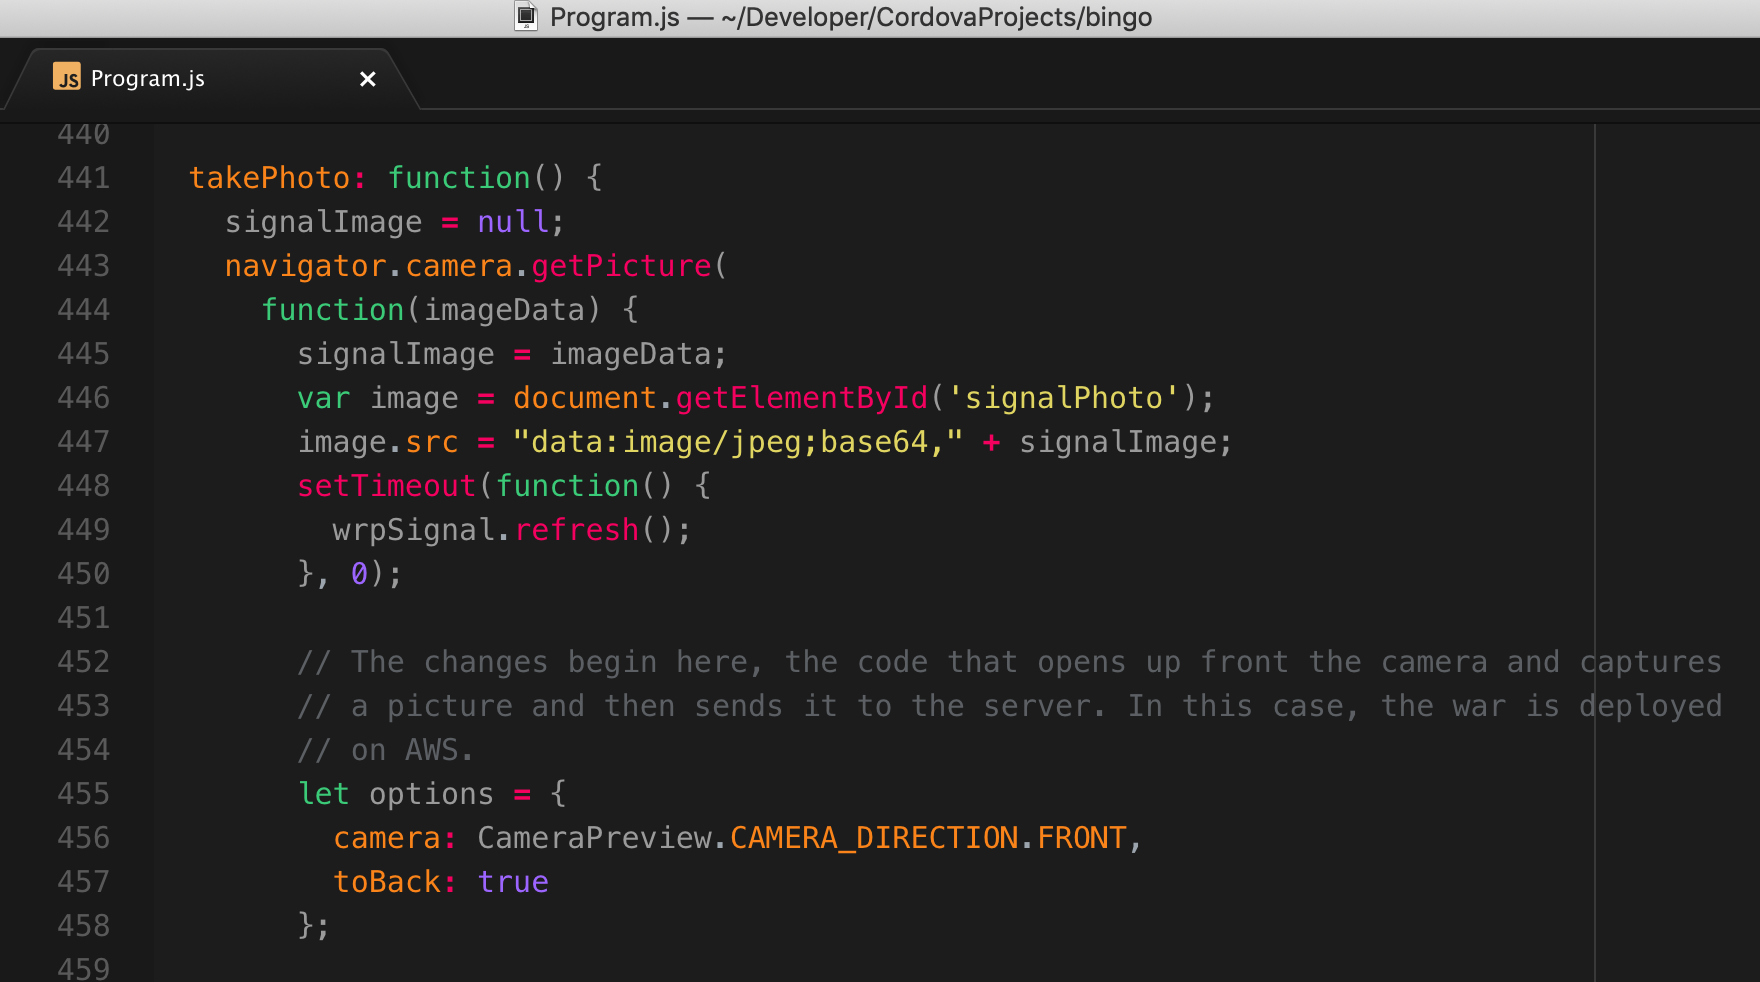 Program.js — ~/Developer/CordovaProjects/bingo
JS Program.js ×
440
441 takePhoto: function() {
442 signalImage = null;
443 navigator.camera.getPicture(
444 function(imageData) {
445 signalImage = imageData;
446 var image = document.getElementById('signalPhoto');
447 image.src = "data:image/jpeg;base64," + signalImage;
448 setTimeout(function() {
449 wrpSignal.refresh();
450 }, 0);
451
452 // The changes begin here, the code that opens up front the camera and captures
453 // a picture and then sends it to the server. In this case, the war is deployed
454 // on AWS.
455 let options = {
456 camera: CameraPreview.CAMERA_DIRECTION.FRONT,
457 toBack: true
458 };
459